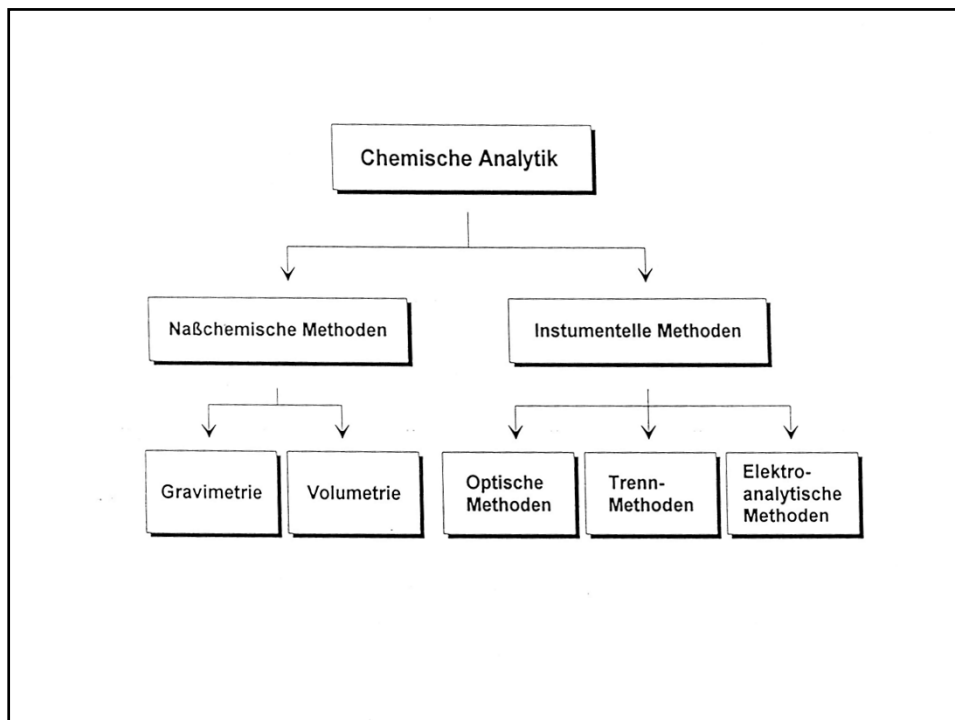 Chemische Analytik
Naßchemische Methoden
Instumentelle Methoden
Gravimetrie
Volumetrie
Optische
Methoden
Trenn-
Methoden
Elektro-
analytische
Methoden